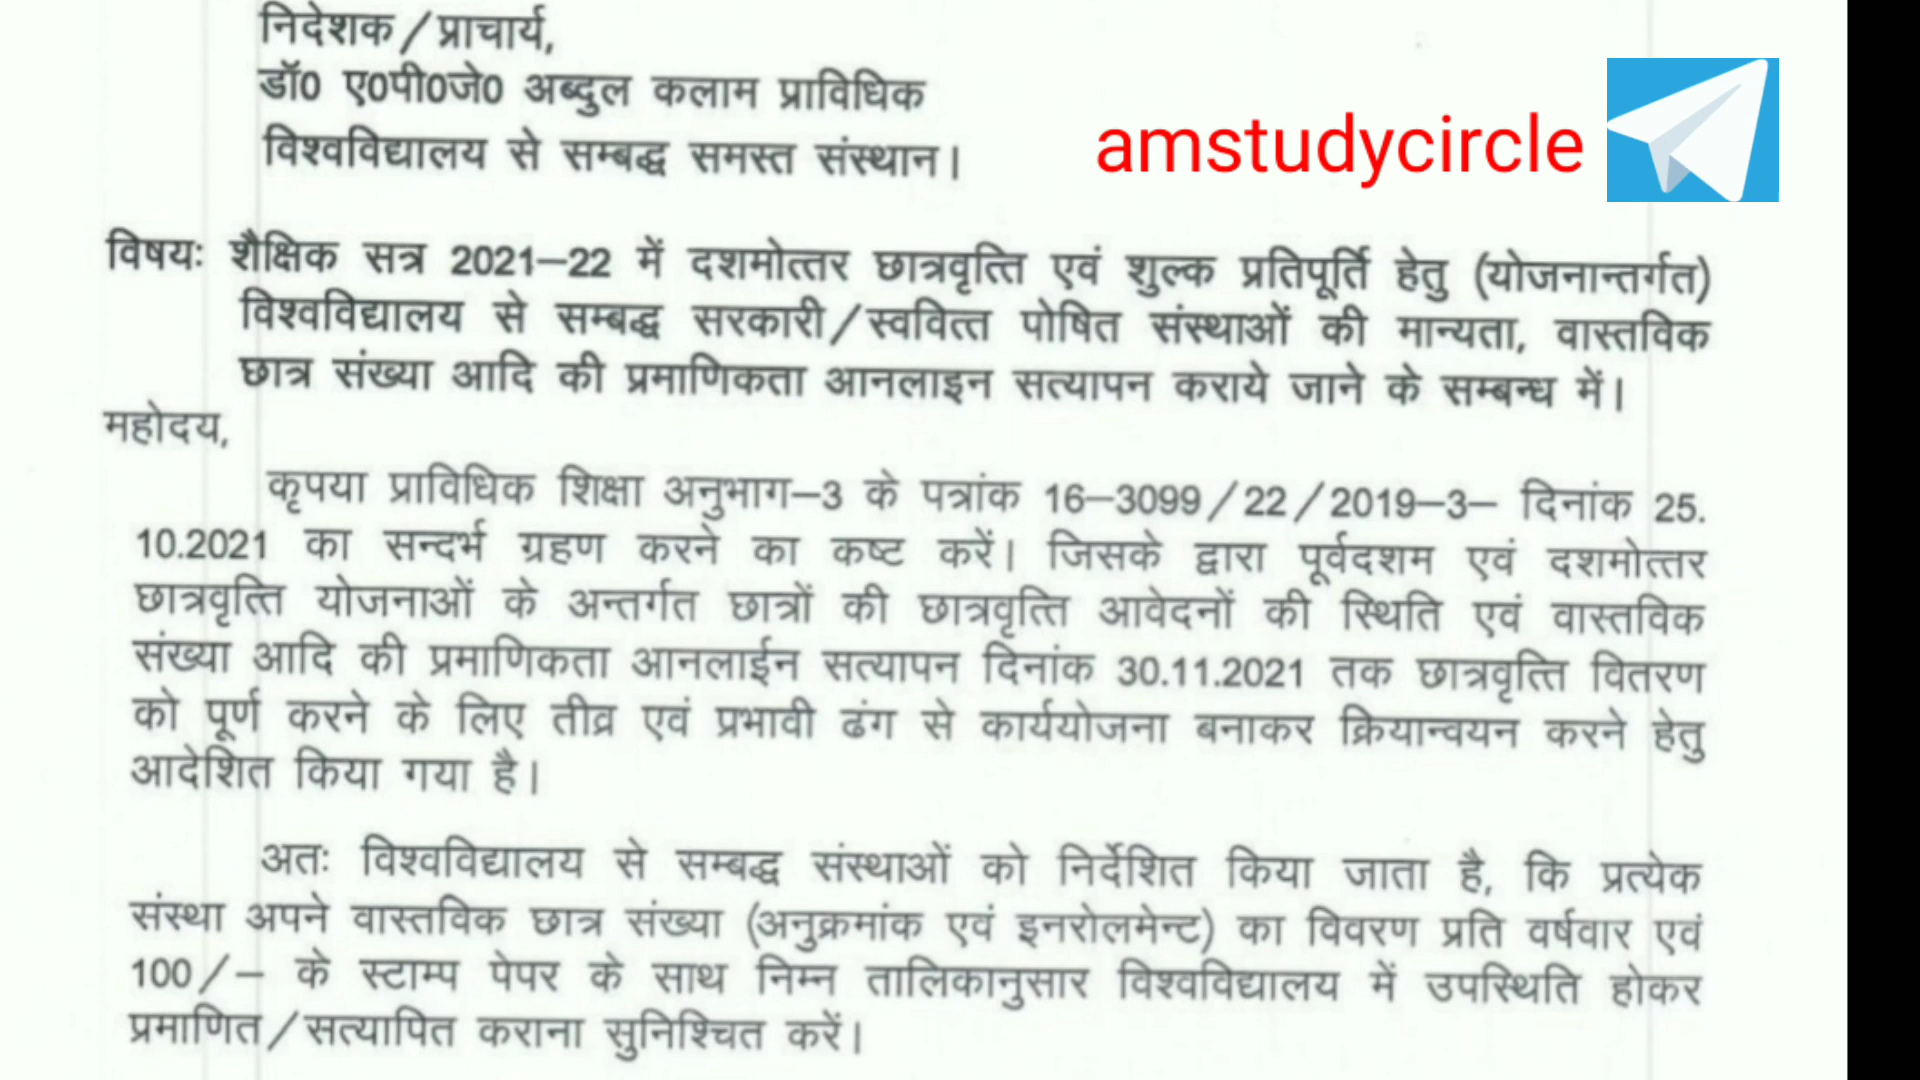 निदेशक/प्राचार्य,
डॉ0 ए0पी0जे0 अब्दुल कलाम प्राविधिक
विश्वविद्यालय से सम्बद्ध समस्त संस्थान।
amstudycircle
विषयः शैक्षिक सत्र 2021–22 में दशमोत्तर छात्रवृत्ति एवं शुल्क प्रतिपूर्ति हेतु (योजनान्तर्गत)
विश्वविद्यालय से सम्बद्ध सरकारी/स्ववित्त पोषित संस्थाओं की मान्यता, वास्तविक
छात्र संख्या आदि की प्रमाणिकता आनलाइन सत्यापन कराये जाने के सम्बन्ध में।
महोदय,
कृपया प्राविधिक शिक्षा अनुभाग–3 के पत्रांक 16–3099/22/2019–3– दिनांक 25.
10.2021 का सन्दर्भ ग्रहण करने का कष्ट करें। जिसके द्वारा पूर्वदशम एवं दशमोत्तर
छात्रवृत्ति योजनाओं के अन्तर्गत छात्रों की छात्रवृत्ति आवेदनों की स्थिति एवं वास्तविक
संख्या आदि की प्रमाणिकता आनलाईन सत्यापन दिनांक 30.11.2021 तक छात्रवृत्ति वितरण
को पूर्ण करने के लिए तीव्र एवं प्रभावी ढंग से कार्ययोजना बनाकर क्रियान्वयन करने हेतु
आदेशित किया गया है।
अतः विश्वविद्यालय से सम्बद्ध संस्थाओं को निर्देशित किया जाता है, कि प्रत्येक
संस्था अपने वास्तविक छात्र संख्या (अनुक्रमांक एवं इनरोलमेन्ट) का विवरण प्रति वर्षवार एवं
100/– के स्टाम्प पेपर के साथ निम्न तालिकानुसार विश्वविद्यालय में उपस्थिति होकर
प्रमाणित/सत्यापित कराना सुनिश्चित करें।